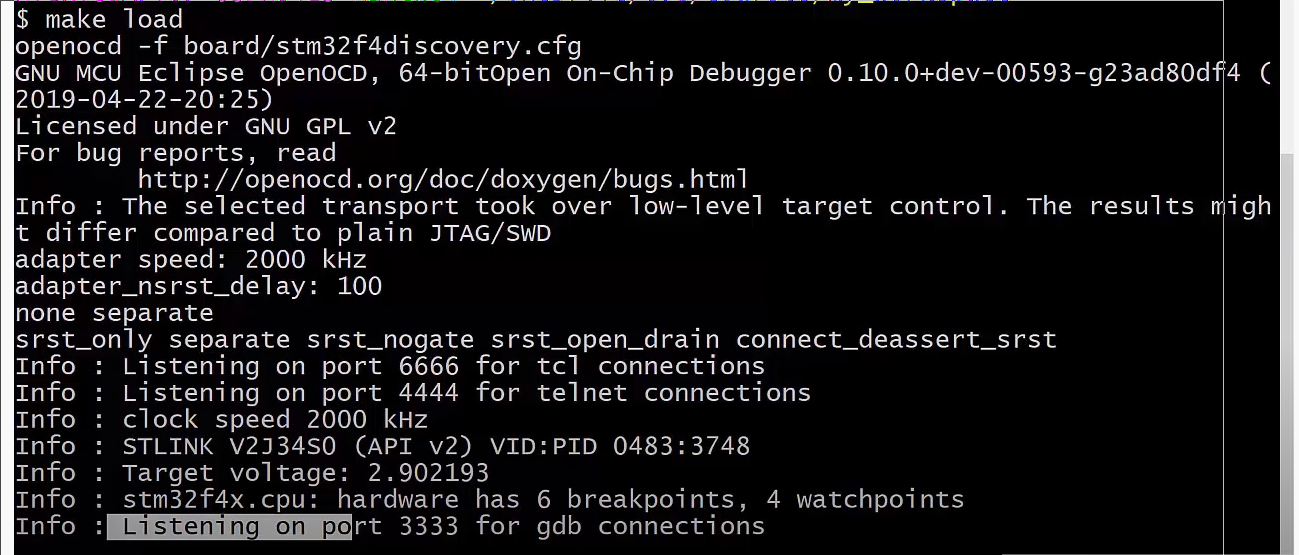 $ make load
openocd -f board/stm32f4discovery.cfg
GNU MCU Eclipse OpenOCD, 64-bitOpen On-Chip Debugger 0.10.0+dev-00593-g23ad80df4 (
2019-04-22-20:25)
Licensed under GNU GPL v2
For bug reports, read
http://openocd.org/doc/doxygen/bugs.html
Info : The selected transport took over low-level target control. The results migh
t differ compared to plain JTAG/SWD
adapter speed: 2000 kHz
adapter_nsrst_delay: 100
none separate
srst_only separate srst_nogate srst_open_drain connect_deassert_srst
Info : Listening on port 6666 for tcl connections
Info : Listening on port 4444 for telnet connections
Info : clock speed 2000 kHz
Info : STLINK V2J34S0 (API v2) VID:PID 0483:3748
Info : Target voltage: 2.902193
Info : stm32f4x.cpu: hardware has 6 breakpoints, 4 watchpoints
Info : Listening on port 3333 for gdb connections